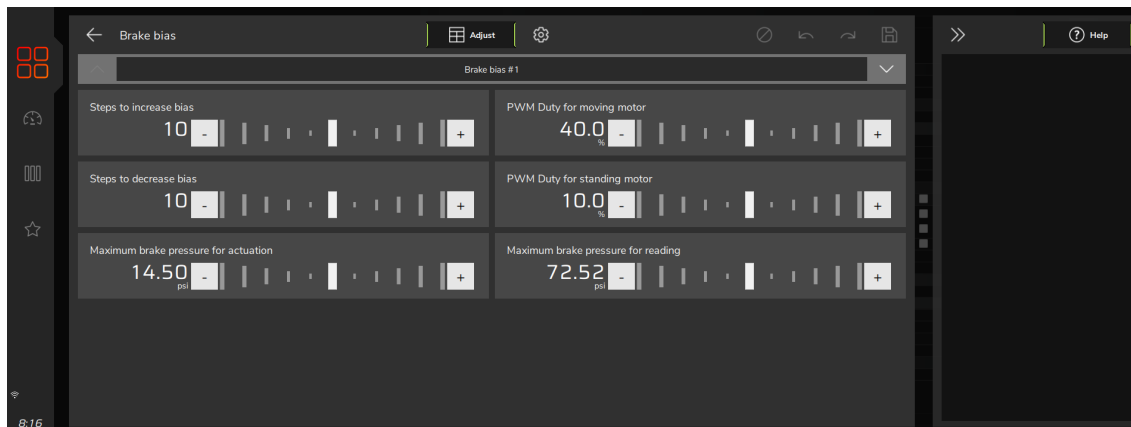 Brake bias
Adjust
Help
Brake bias #1
Steps to increase bias
10 - +
PWM Duty for moving motor
40.0 % - +
Steps to decrease bias
10 - +
PWM Duty for standing motor
10.0 % - +
Maximum brake pressure for actuation
14.50 psi - +
Maximum brake pressure for reading
72.52 psi - +
8:16